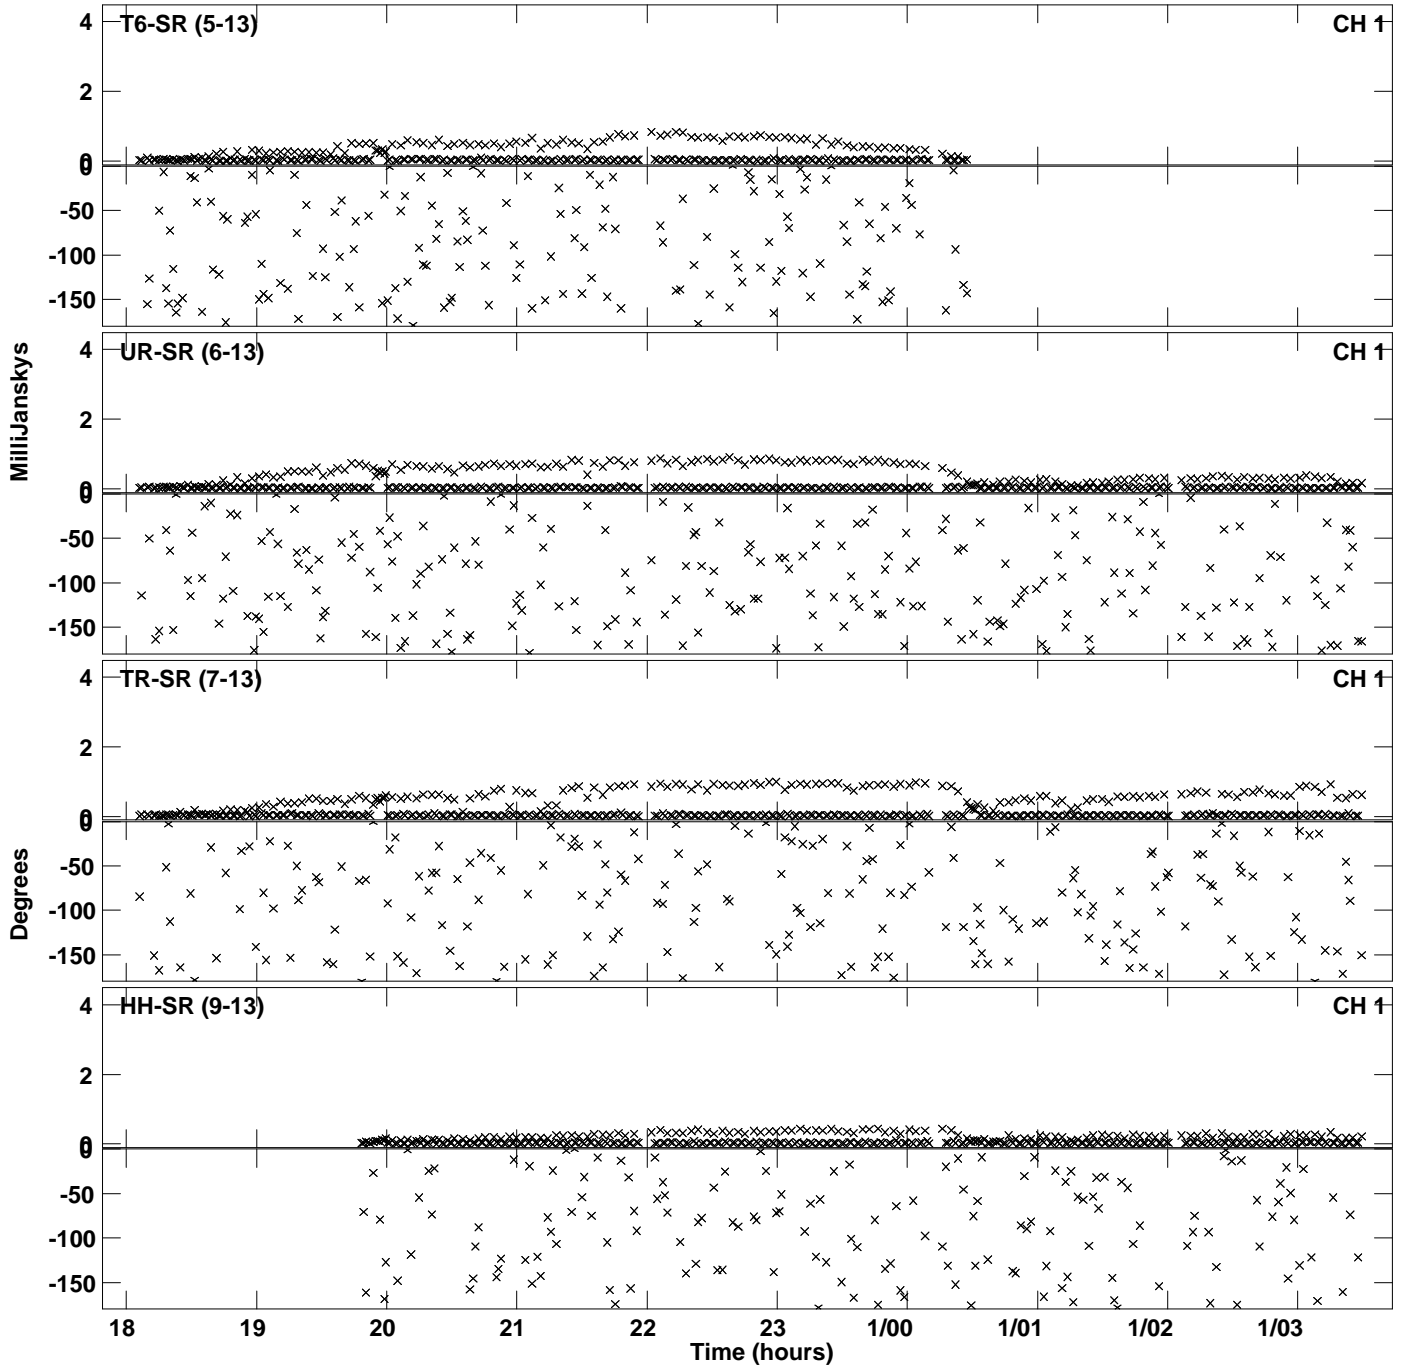 T6-SR (5-13)
CH 1
4
2
0
0
-50
-100
-150
UR-SR (6-13)
CH 1
4
2
0
0
-50
-100
-150
MilliJanskys
TR-SR (7-13)
CH 1
4
2
0
0
-50
-100
-150
Degrees
HH-SR (9-13)
CH 1
4
2
0
0
-50
-100
-150
18 19 20 21 22 23 1/00 1/01 1/02 1/03
Time (hours)